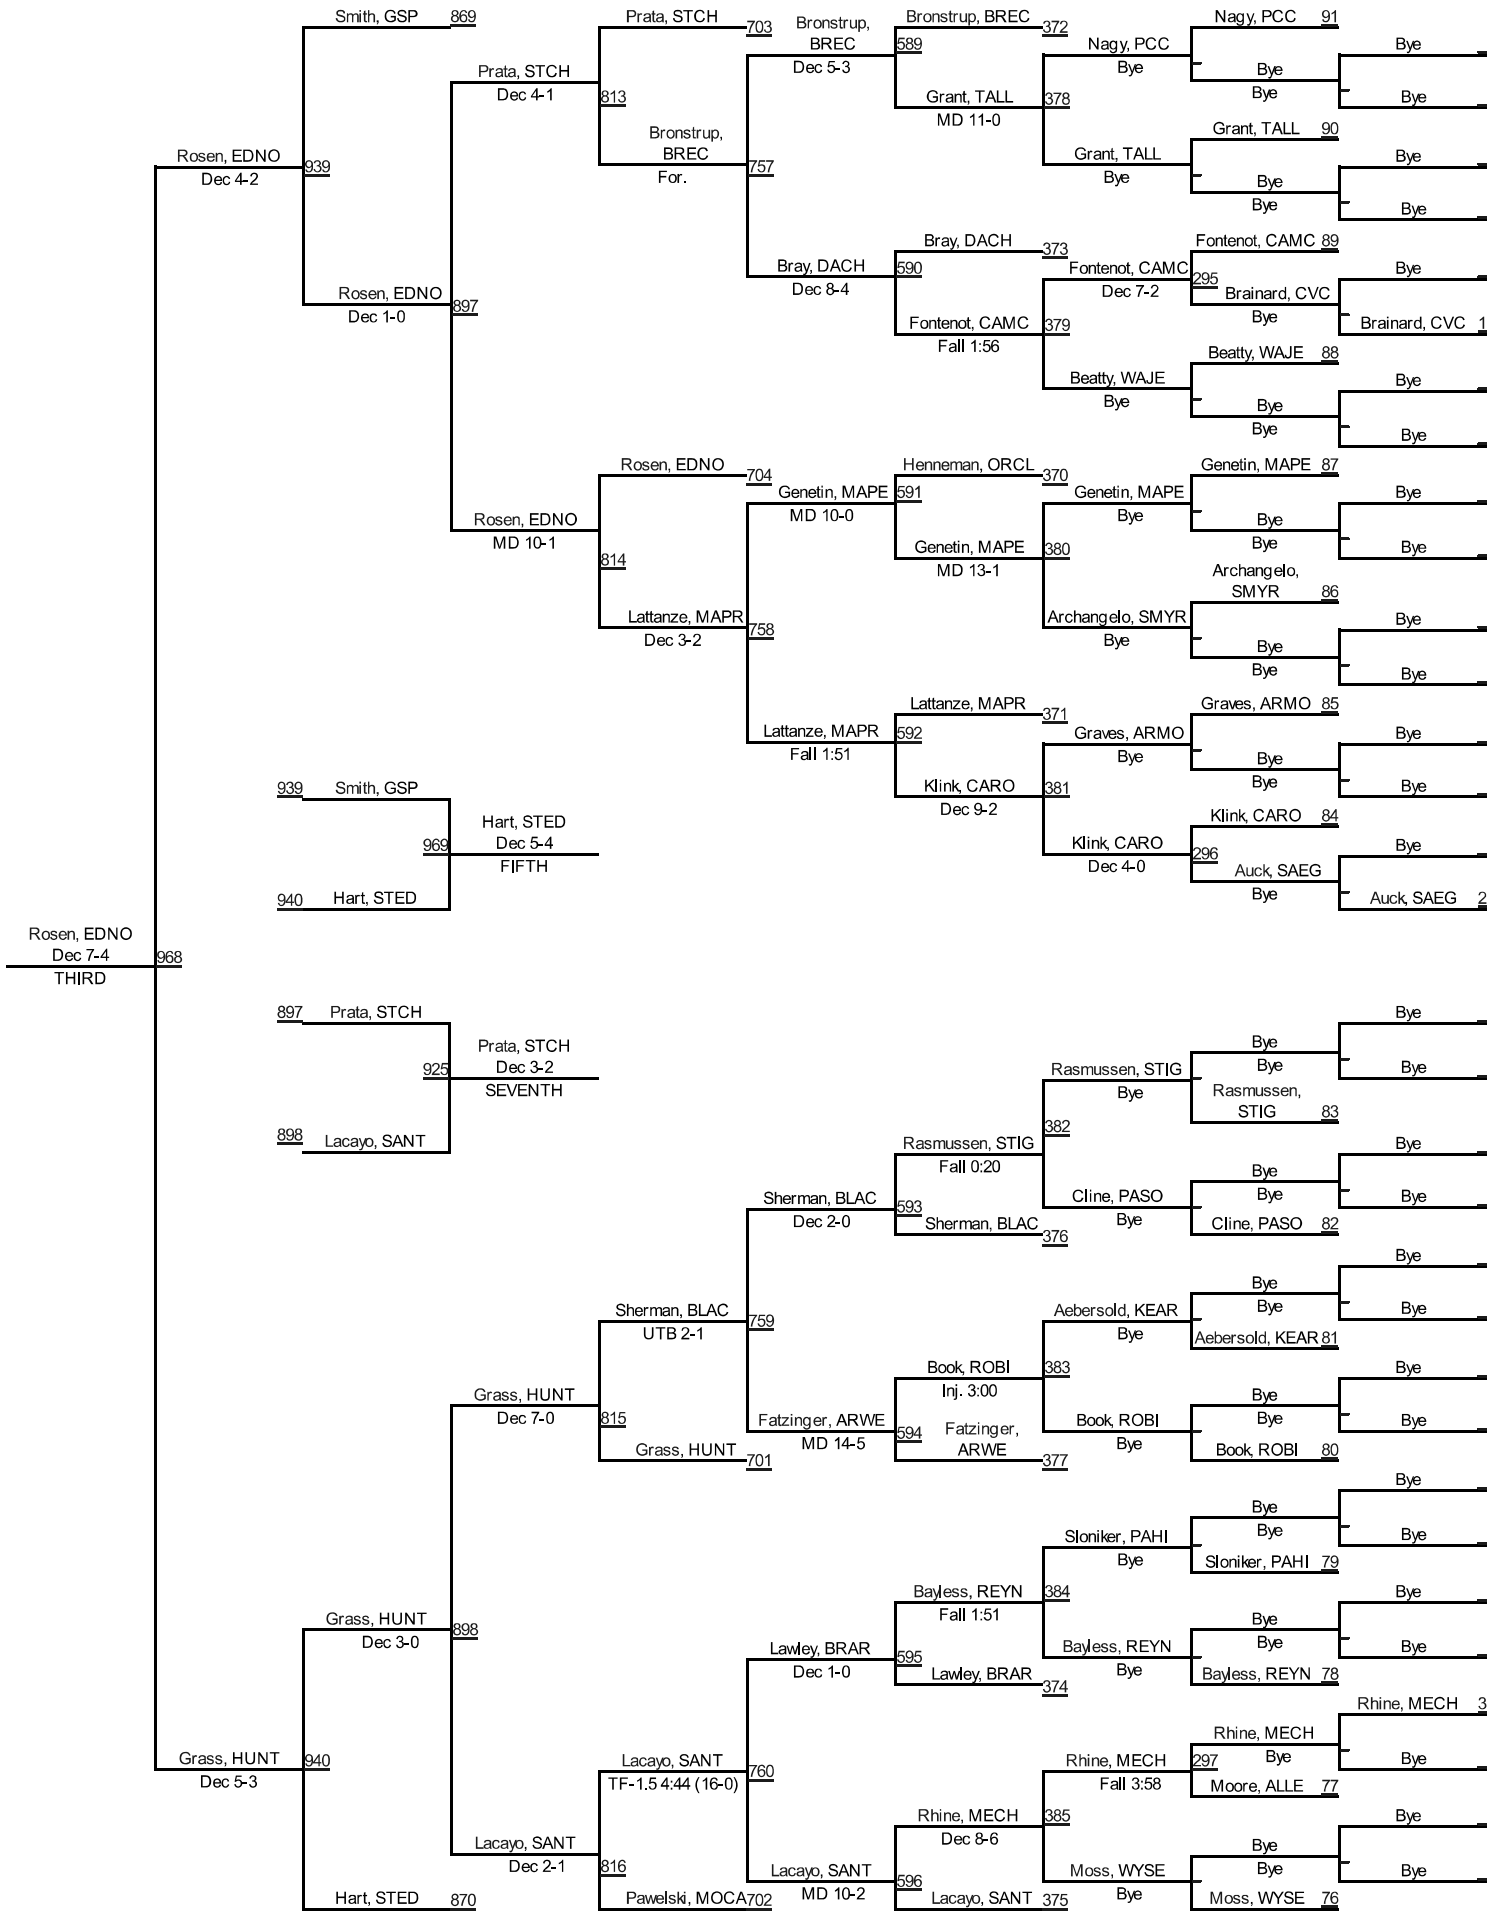 Smith, GSP 869
Prata, STCH 703
Bronstrup,
BREC
Dec 5-3
Bronstrup, BREC 372
589
Nagy, PCC
Bye
Nagy, PCC 91
Bye
Bye
Bye
Bye
Prata, STCH
Dec 4-1
813
Grant, TALL 378
MD 11-0
Grant, TALL 90
Bronstrup,
BREC
For.
757
Grant, TALL
Bye
Bye
Bye
Bye
Bye
Rosen, EDNO
Dec 4-2
939
Bray, DACH
Dec 8-4
Bray, DACH 373
590
Fontenot, CAMC
Dec 7-2
Fontenot, CAMC 89
295
Brainard, CVC
Bye
Bye
Brainard, CVC 1
Rosen, EDNO
Dec 1-0
897
Fontenot, CAMC 379
Fall 1:56
Beatty, WAJE 88
Beatty, WAJE
Bye
Bye
Bye
Bye
Bye
Rosen, EDNO 704
Genetin, MAPE
MD 10-0
Henneman, ORCL 370
591
Genetin, MAPE
Bye
Genetin, MAPE 87
Bye
Bye
Bye
Bye
Rosen, EDNO
MD 10-1
814
Genetin, MAPE 380
MD 13-1
Archangelo,
SMYR 86
Lattanze, MAPR
Dec 3-2
758
Archangelo, SMYR
Bye
Bye
Bye
Bye
Bye
Lattanze, MAPR 371
Lattanze, MAPR
Fall 1:51
592
Graves, ARMO
Bye
Graves, ARMO 85
Bye
Bye
Bye
Bye
939 Smith, GSP
Klink, CARO 381
Dec 9-2
Klink, CARO 84
Hart, STED
969 Dec 5-4
FIFTH
Klink, CARO
Dec 4-0
296
Auck, SAEG
Bye
Bye
Auck, SAEG 2
940 Hart, STED
Rosen, EDNO
Dec 7-4
THIRD
968
897 Prata, STCH
Prata, STCH
925 Dec 3-2
SEVENTH
898 Lacayo, SANT
Rasmussen, STIG
Bye
Bye
Bye
Bye
Bye
Rasmussen,
STIG 83
382
Rasmussen, STIG
Fall 0:20
Sherman, BLAC
Dec 2-0
593
Sherman, BLAC 376
Cline, PASO
Bye
Bye
Bye
Cline, PASO 82
Bye
Bye
Sherman, BLAC
UTB 2-1
759
Aebersold, KEAR
Bye
Bye
Bye
Aebersold, KEAR 81
Bye
Bye
Grass, HUNT
Dec 7-0
815
Grass, HUNT 701
Book, ROBI
Inj. 3:00
383
Fatzinger, ARWE
MD 14-5
594
Fatzinger,
ARWE 377
Book, ROBI
Bye
Bye
Bye
Book, ROBI 80
Bye
Bye
Sloniker, PAHI
Bye
Bye
Bye
Sloniker, PAHI 79
Bye
Bye
Grass, HUNT
Dec 3-0
898
Bayless, REYN
Fall 1:51
384
Lawley, BRAR
Dec 1-0
595
Lawley, BRAR 374
Bayless, REYN
Bye
Bye
Bye
Bayless, REYN 78
Bye
Bye
Grass, HUNT
Dec 5-3
940
Lacayo, SANT
TF-1.5 4:44 (16-0)
760
Rhine, MECH
Fall 3:58
297
Rhine, MECH
Bye
Moore, ALLE 77
Rhine, MECH 3
Bye
Rhine, MECH
Dec 8-6
385
Lacayo, SANT
Dec 2-1
816
Lacayo, SANT
MD 10-2
596
Moss, WYSE
Bye
Bye
Bye
Bye
Bye
Hart, STED 870
Pawelski, MOCA 702
Lacayo, SANT 375
Moss, WYSE 76